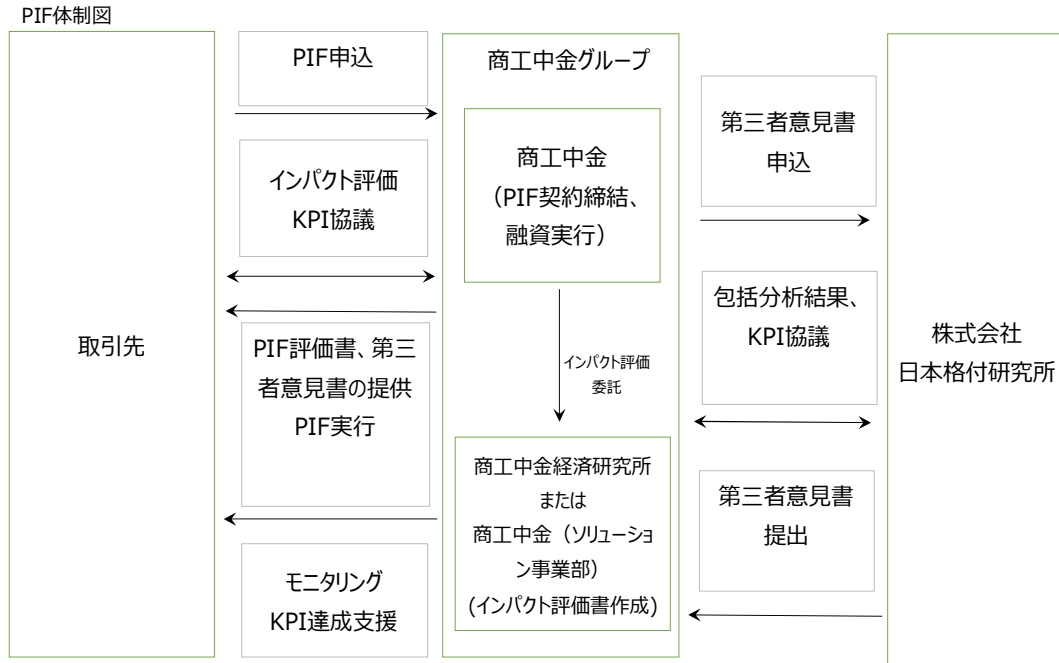 PIF体制図
取引先
PIF申込
インパクト評価
KPI協議
PIF評価書、第三
者意見書の提供
PIF実行
モニタリング
KPI達成支援
商工中金グループ
商工中金
（PIF契約締結、
融資実行）
インパクト評価
委託
商工中金経済研究所
または
商工中金（ソリューショ
ン事業部）
(インパクト評価書作成)
第三者意見書
申込
包括分析結果、
KPI協議
第三者意見書
提出
株式会社
日本格付研究所